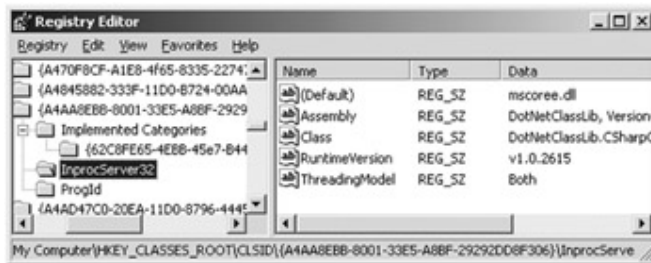 Registry Editor
Registry Edit View Favorites Help
{A470F8CF-A1E8-4f65-8335-22747
{A4845882-333F-11D0-B724-00AA
{A4AA8EBB-8001-33E5-A8BF-2929
Implemented Categories
{62C8FE65-4EBB-45e7-B44
InprocServer32
ProgId
{A4AD47C0-20EA-11D0-8796-4445
Name Type Data
(Default) REG_SZ mscoree.dll
Assembly REG_SZ DotNetClassLib, Version
Class REG_SZ DotNetClassLib.CSharpC
RuntimeVersion REG_SZ v1.0.2615
ThreadingModel REG_SZ Both
My Computer\HKEY_CLASSES_ROOT\CLSID\{A4AA8EBB-8001-33E5-A8BF-29292DD8F306}\InprocServe